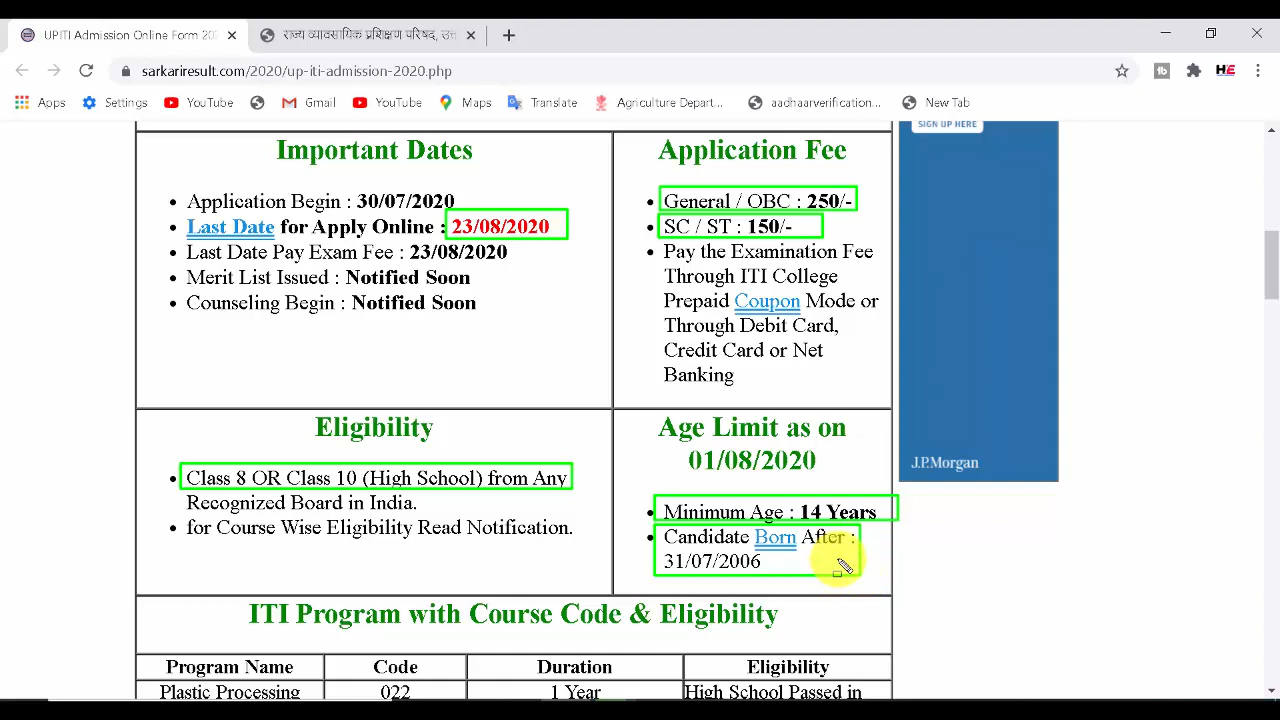 UPITI Admission Online Form 202
राज्य व्यावसायिक प्रशिक्षण परिषद, उत्त
sarkariresult.com/2020/up-iti-admission-2020.php
Apps Settings YouTube Gmail YouTube Maps Translate Agriculture Depart... aadhaarverification... New Tab
SIGN UP HERE
J.P.Morgan
Important Dates
Application Begin : 30/07/2020
Last Date for Apply Online : 23/08/2020
Last Date Pay Exam Fee : 23/08/2020
Merit List Issued : Notified Soon
Counseling Begin : Notified Soon
Application Fee
General / OBC : 250/-
SC / ST : 150/-
Pay the Examination Fee
Through ITI College
Prepaid Coupon Mode or
Through Debit Card,
Credit Card or Net
Banking
Eligibility
Class 8 OR Class 10 (High School) from Any
Recognized Board in India.
for Course Wise Eligibility Read Notification.
Age Limit as on
01/08/2020
Minimum Age : 14 Years
Candidate Born After :
31/07/2006
ITI Program with Course Code & Eligibility
Program Name Code Duration Eligibility
Plastic Processing 022 1 Year High School Passed in